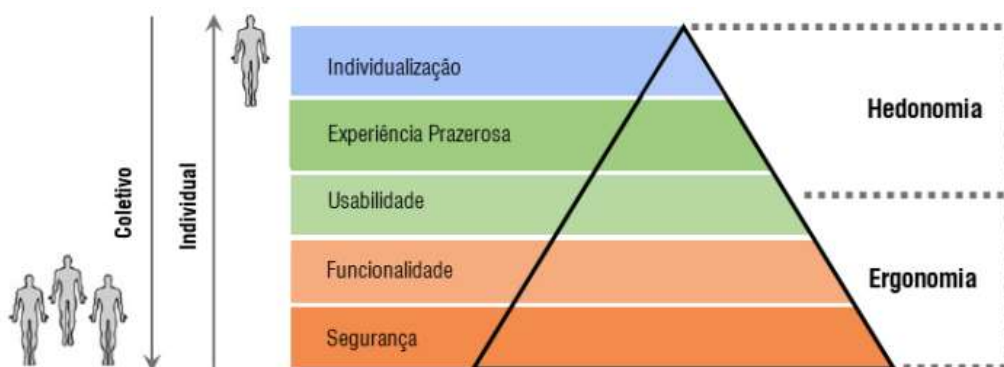 Coletivo
Individual
Individualização
Experiência Prazerosa
Usabilidade
Funcionalidade
Segurança
Hedonomia
Ergonomia